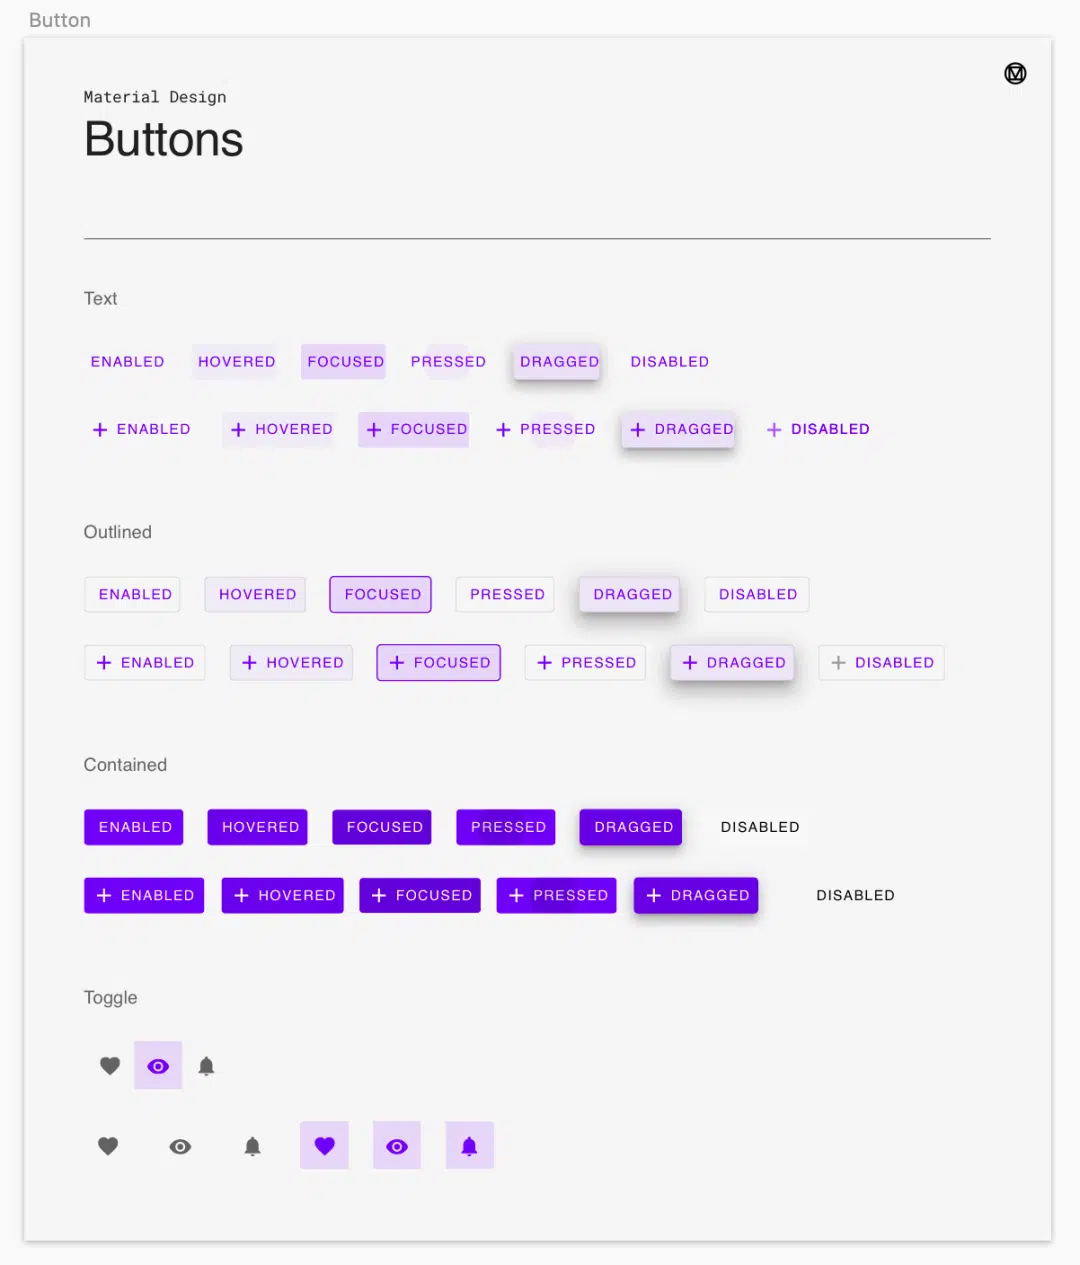 Button
Material Design
Buttons
Text
ENABLED HOVERED FOCUSED PRESSED DRAGGED DISABLED
+ ENABLED + HOVERED + FOCUSED + PRESSED + DRAGGED + DISABLED
Outlined
ENABLED HOVERED FOCUSED PRESSED DRAGGED DISABLED
+ ENABLED + HOVERED + FOCUSED + PRESSED + DRAGGED + DISABLED
Contained
ENABLED HOVERED FOCUSED PRESSED DRAGGED DISABLED
+ ENABLED + HOVERED + FOCUSED + PRESSED + DRAGGED DISABLED
Toggle